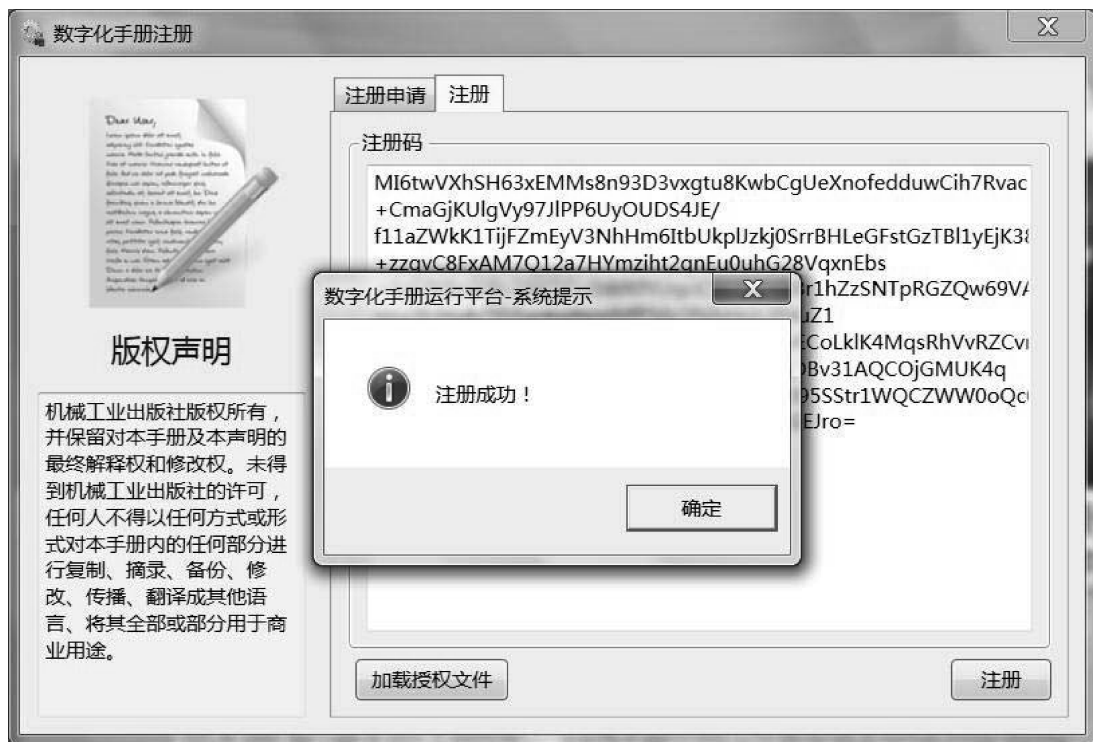 数字化手册注册
注册申请
注册
注册码
MI6twVXhSH63xEMMs8n93D3vxgtu8KwbCgUeXnofedduwCih7Rvac
+CmaGjKUlgVy97JlPP6UyOUDS4JE/
f11aZWkK1TijFZmEyV3NhHm6ItbUkplJzkj0SrrBHLeGFstGzTBl1yEjK38
+zzqvC8FxAM7Q12a7HYmziht2qnEu0uhG28VqxnEbs
r1hZzSNTpRGZQw69V/
uZ1
ECoLklK4MqsRhVvRZCvi
Bv31AQCOjGMUK4q
95SStr1WQCZWW0oQc
EJro=
数字化手册运行平台-系统提示
注册成功！
确定
Dear User,
版权声明
机械工业出版社版权所有，
并保留对本手册及本声明的
最终解释权和修改权。未得
到机械工业出版社的许可，
任何人不得以任何方式或形
式对本手册内的任何部分进
行复制、摘录、备份、修
改、传播、翻译成其他语
言、将其全部或部分用于商
业用途。
加载授权文件
注册